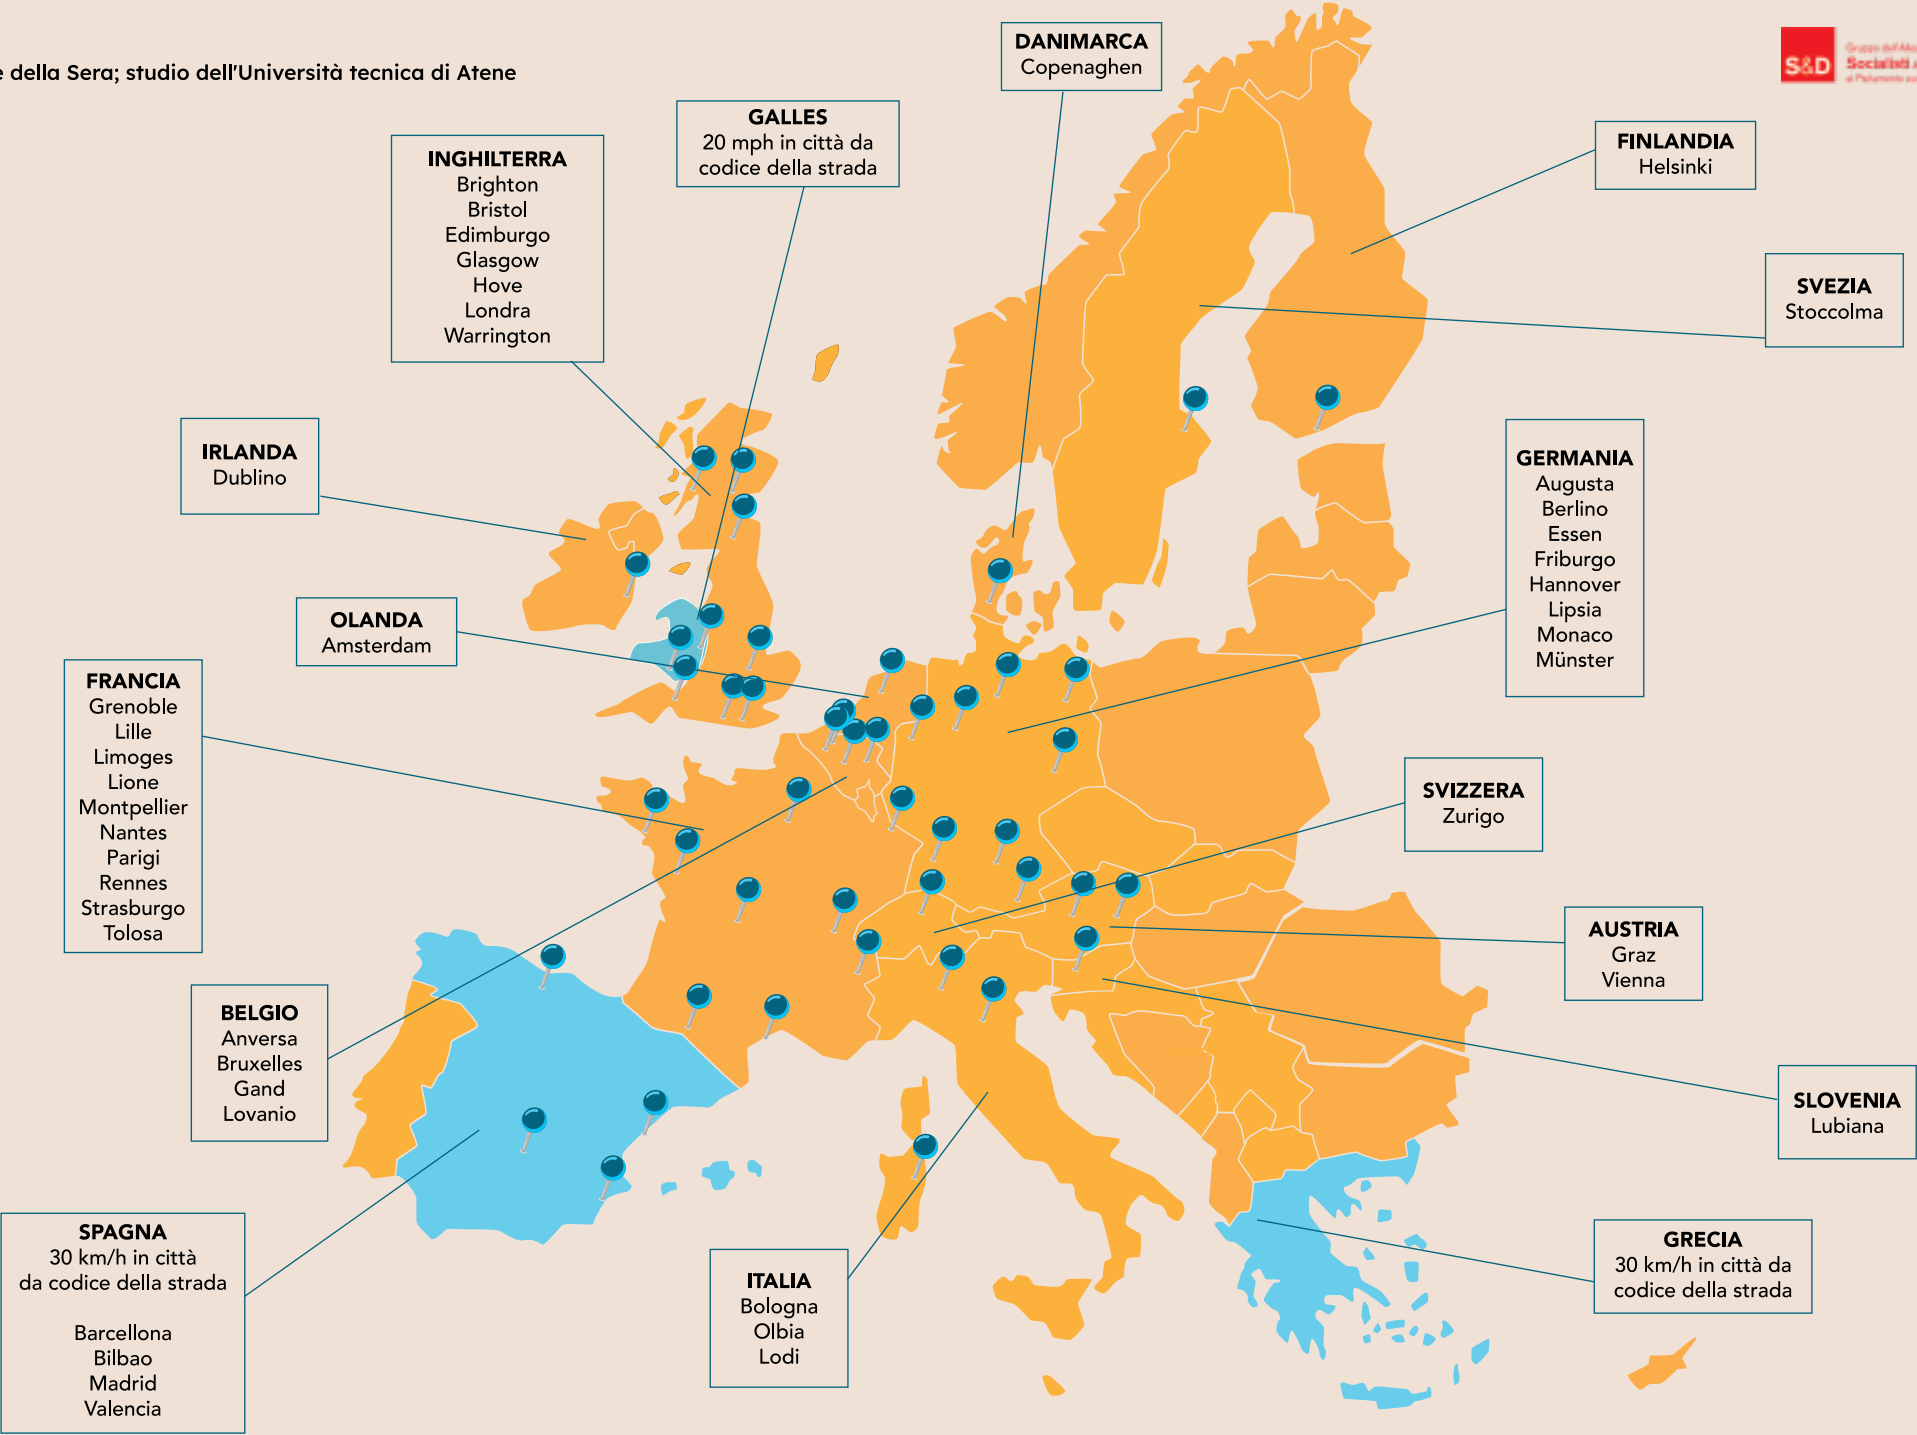 e della Sera; studio dell'Università tecnica di Atene
S&D
Socialisti
DANIMARCA
Copenaghen
GALLES
20 mph in città da
codice della strada
INGHILTERRA
Brighton
Bristol
Edimburgo
Glasgow
Hove
Londra
Warrington
FINLANDIA
Helsinki
SVEZIA
Stoccolma
IRLANDA
Dublino
GERMANIA
Augusta
Berlino
Essen
Friburgo
Hannover
Lipsia
Monaco
Münster
OLANDA
Amsterdam
FRANCIA
Grenoble
Lille
Limoges
Lione
Montpellier
Nantes
Parigi
Rennes
Strasburgo
Tolosa
SVIZZERA
Zurigo
AUSTRIA
Graz
Vienna
BELGIO
Anversa
Bruxelles
Gand
Lovanio
SLOVENIA
Lubiana
SPAGNA
30 km/h in città
da codice della strada
Barcellona
Bilbao
Madrid
Valencia
ITALIA
Bologna
Olbia
Lodi
GRECIA
30 km/h in città da
codice della strada